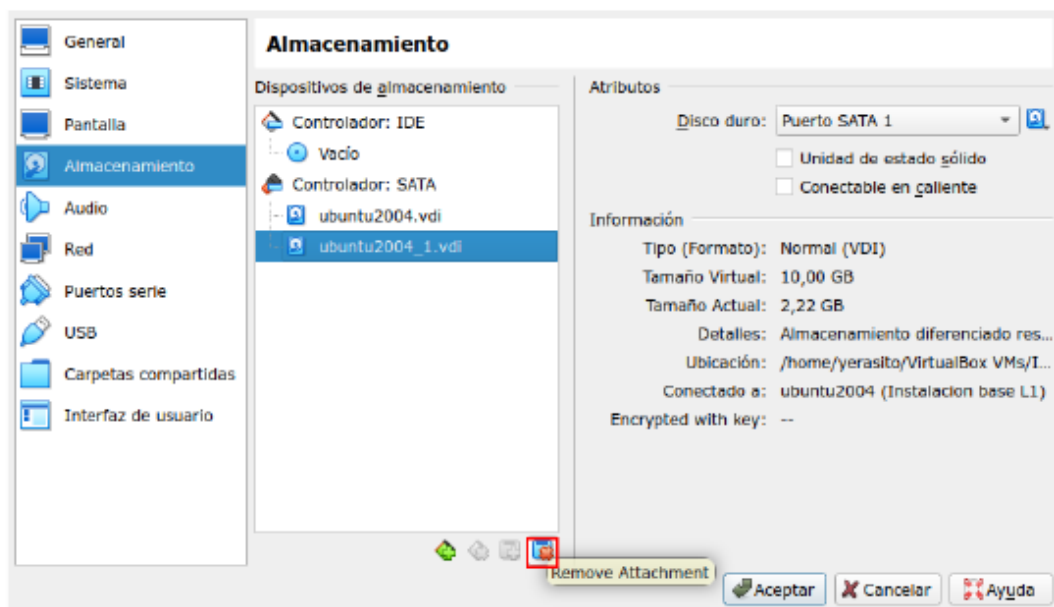 General
Sistema
Pantalla
Almacenamiento
Audio
Red
Puertos serie
USB
Carpetas compartidas
Interfaz de usuario
Almacenamiento
Dispositivos de almacenamiento
Controlador: IDE
Vacío
Controlador: SATA
ubuntu2004.vdi
ubuntu2004_1.vdi
Remove Attachment
Atributos
Disco duro: Puerto SATA 1
Unidad de estado sólido
Conectable en caliente
Información
Tipo (Formato): Normal (VDI)
Tamaño Virtual: 10,00 GB
Tamaño Actual: 2,22 GB
Detalles: Almacenamiento diferenciado res...
Ubicación: /home/yerasito/VirtualBox VMs/I...
Conectado a: ubuntu2004 (Instalacion base L1)
Encrypted with key: --
Aceptar Cancelar Ayuda